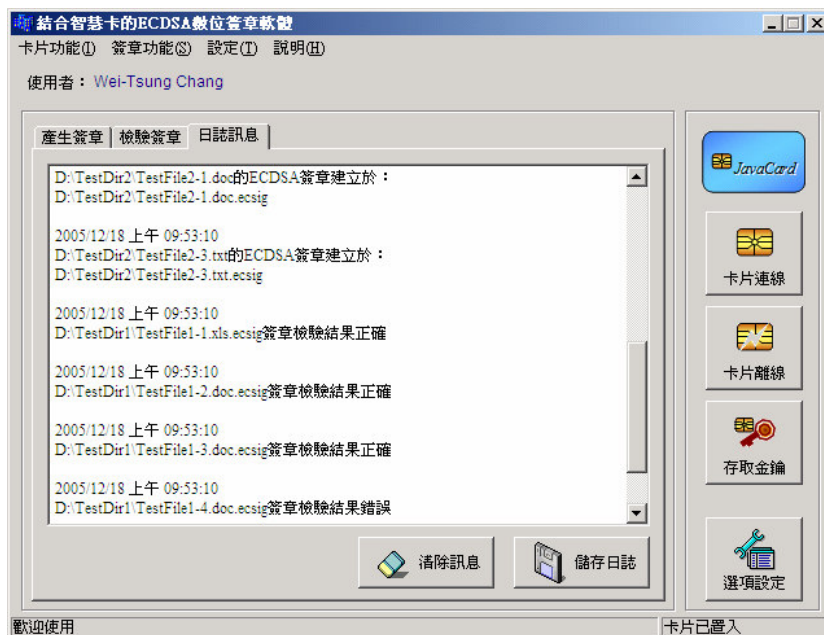 結合智慧卡的ECDSA數位簽章軟體
卡片功能(I) 簽章功能(S) 設定(T) 說明(H)
使用者： Wei-Tsung Chang
產生簽章 檢驗簽章 日誌訊息
D:\TestDir2\TestFile2-1.doc的ECDSA簽章建立於：
D:\TestDir2\TestFile2-1.doc.ecsig
2005/12/18 上午 09:53:10
D:\TestDir2\TestFile2-3.txt的ECDSA簽章建立於：
D:\TestDir2\TestFile2-3.txt.ecsig
2005/12/18 上午 09:53:10
D:\TestDir1\TestFile1-1.xls.ecsig簽章檢驗結果正確
2005/12/18 上午 09:53:10
D:\TestDir1\TestFile1-2.doc.ecsig簽章檢驗結果正確
2005/12/18 上午 09:53:10
D:\TestDir1\TestFile1-3.doc.ecsig簽章檢驗結果正確
2005/12/18 上午 09:53:10
D:\TestDir1\TestFile1-4.doc.ecsig簽章檢驗結果錯誤
清除訊息
儲存日誌
JavaCard
卡片連線
卡片離線
存取金鑰
選項設定
歡迎使用
卡片已置入